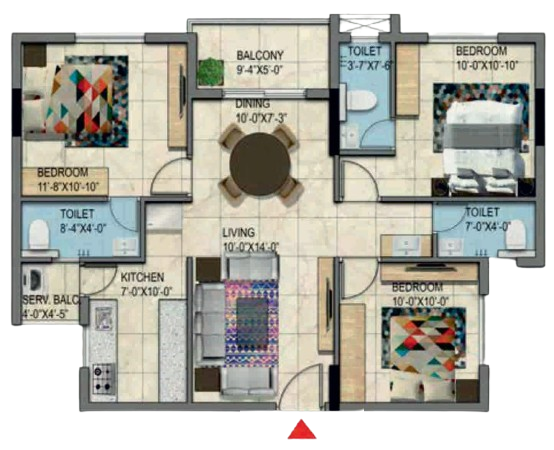 BALCONY
9'-4"X5'-0"
TOILET
3'-7"X7'-6"
BEDROOM
10'-0"X10'-10"
DINING
10'-0"X7'-3"
BEDROOM
11'-8"X10'-10"
TOILET
8'-4"X4'-0"
TOILET
7'-0"X4'-0"
LIVING
10'-0"X14'-0"
KITCHEN
7'-0"X10'-0"
SERV. BALC.
4'-0"X4'-5"
BEDROOM
10'-0"X10'-0"